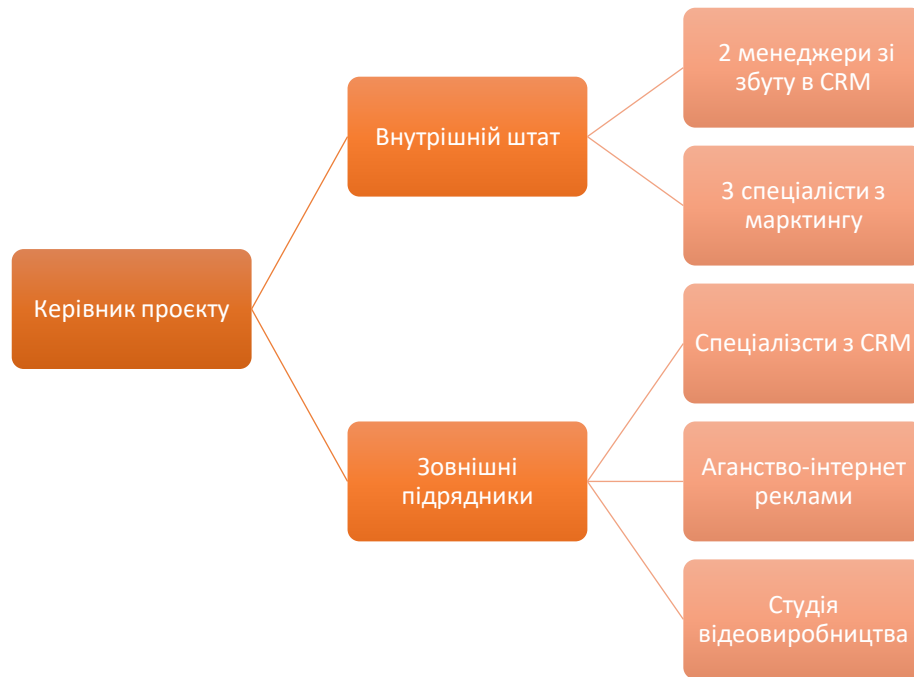 Керівник проєкту
Внутрішній штат
2 менеджери зі
збуту в CRM
3 спеціалісти з
марктингу
Зовнішні
підрядники
Спеціалізсти з CRM
Аганство-інтернет
реклами
Студія
відеовиробництва